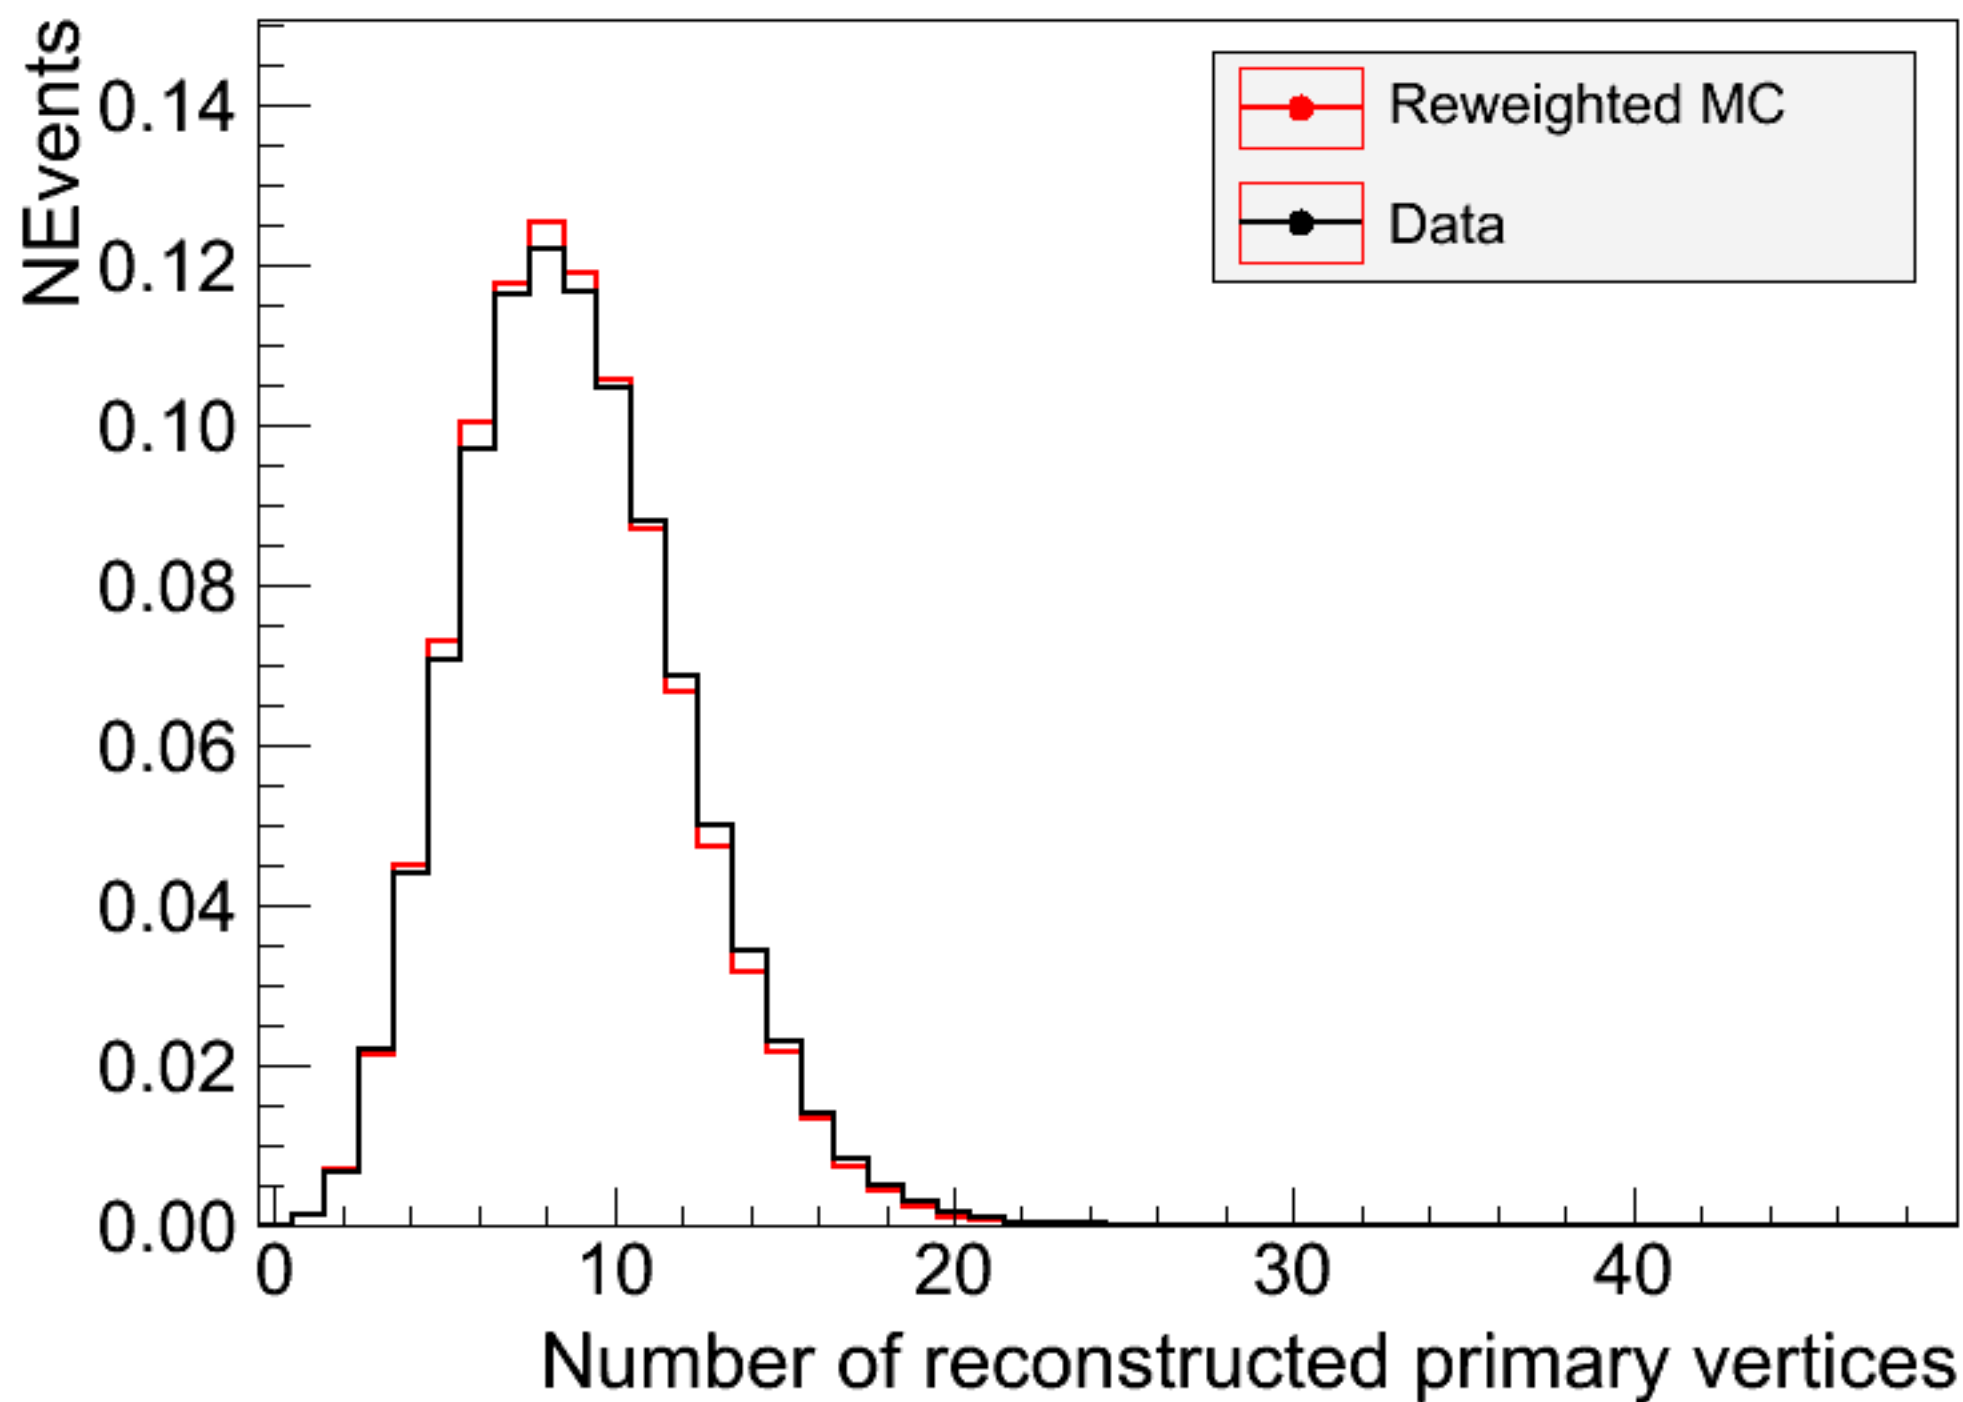 NEvents
0.14
0.12
0.10
0.08
0.06
0.04
0.02
0.00
Reweighted MC
Data
0 10 20 30 40
Number of reconstructed primary vertices